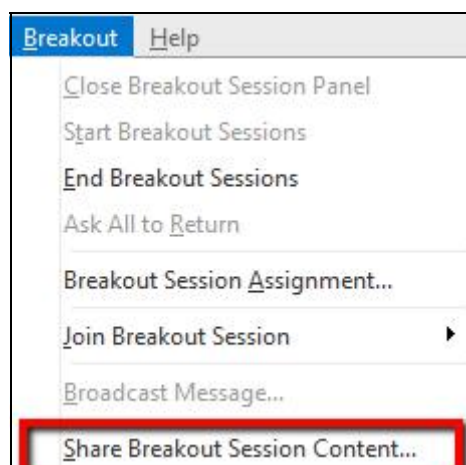 Breakout Help
Close Breakout Session Panel
Start Breakout Sessions
End Breakout Sessions
Ask All to Return
Breakout Session Assignment...
Join Breakout Session
Broadcast Message...
Share Breakout Session Content...